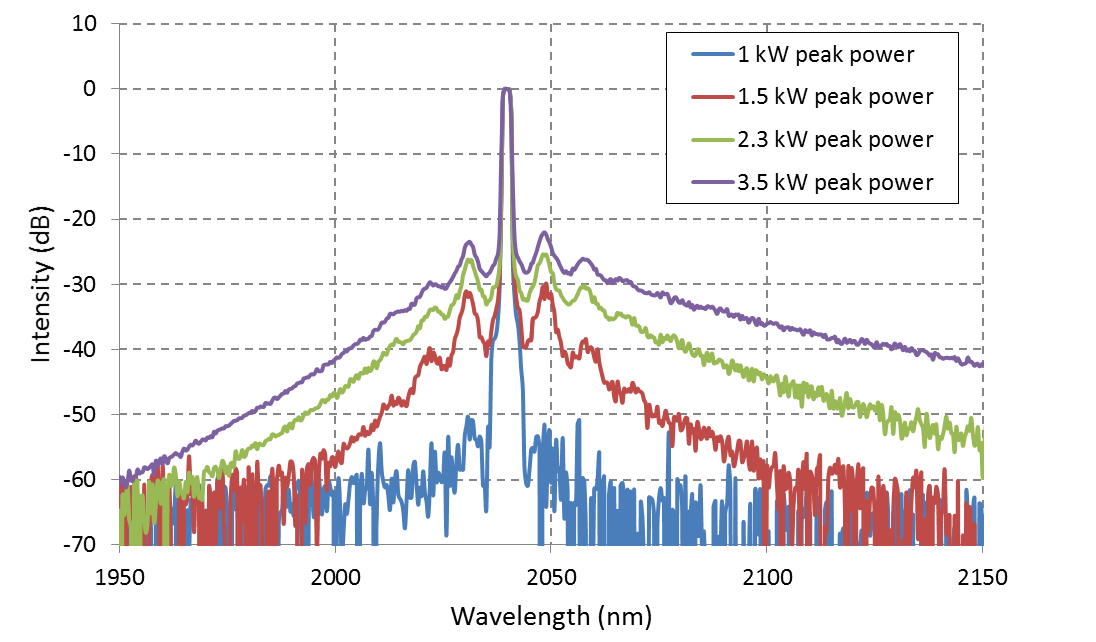 10
0
-10
-20
-30
-40
-50
-60
-70
Intensity (dB)
1 kW peak power
1.5 kW peak power
2.3 kW peak power
3.5 kW peak power
1950 2000 2050 2100 2150
Wavelength (nm)